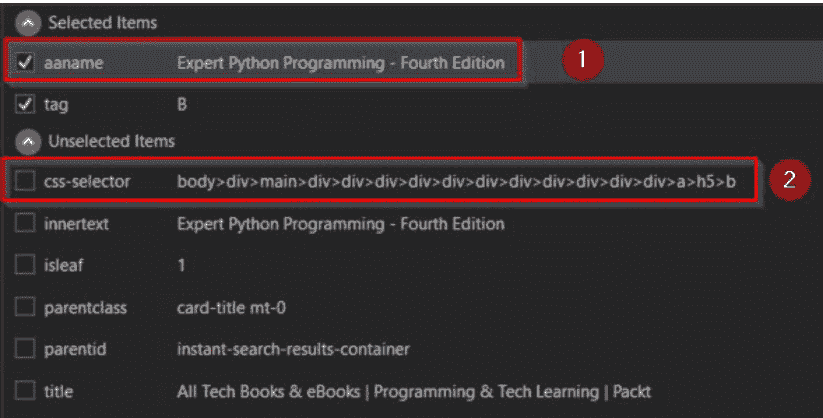 Selected Items
aaname Expert Python Programming - Fourth Edition 1
tag B
Unselected Items
css-selector body>div>main>div>div>div>div>div>div>div>div>div>div>div>a>h5>b 2
innertext Expert Python Programming - Fourth Edition
isleaf 1
parentclass card-title mt-0
parentid instant-search-results-container
title All Tech Books & eBooks | Programming & Tech Learning | Packt